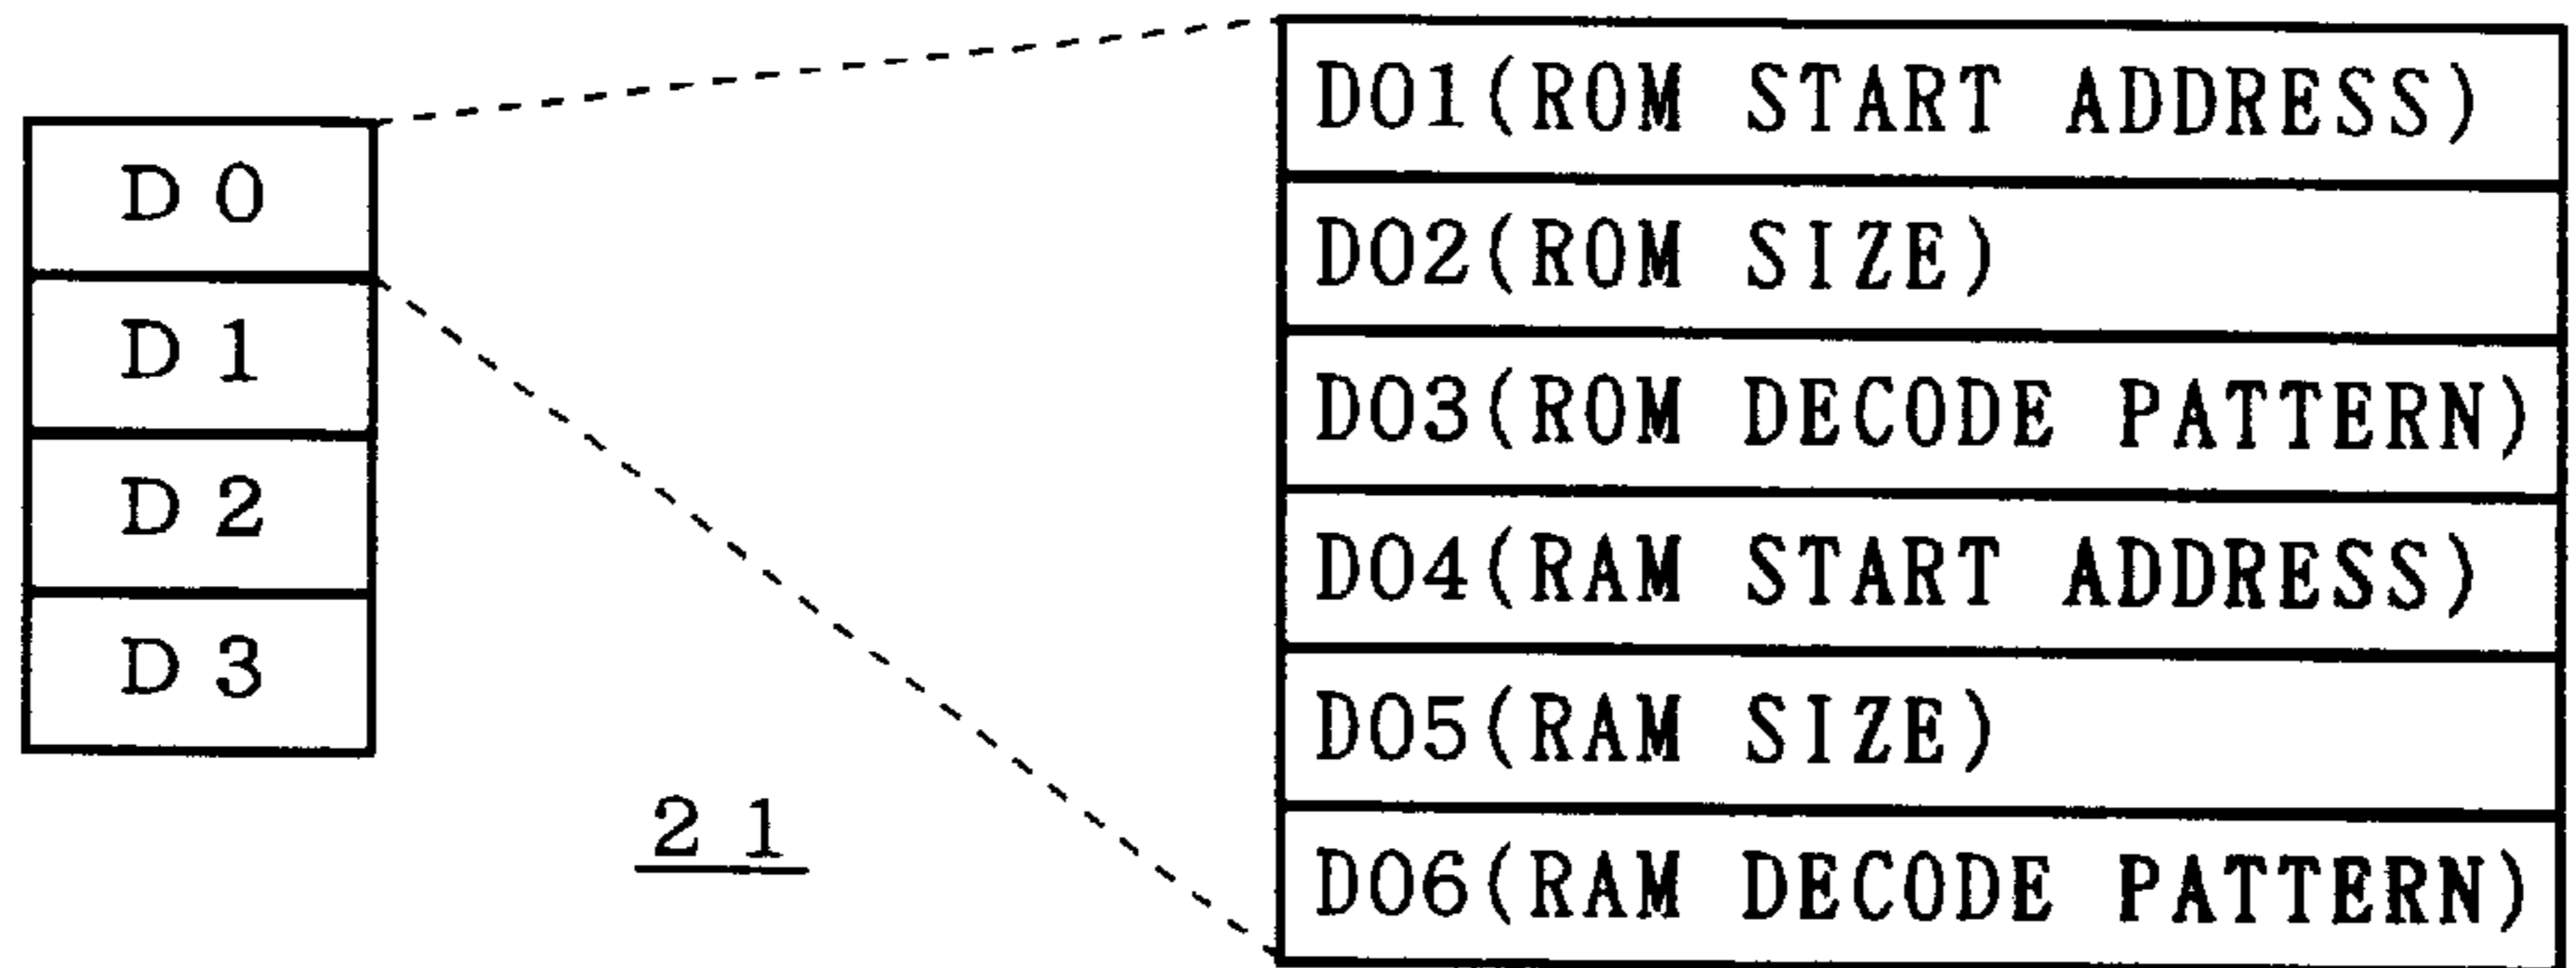 D0
D1
D2
D3
21
D01(ROM START ADDRESS)
D02(ROM SIZE)
D03(ROM DECODE PATTERN)
D04(RAM START ADDRESS)
D05(RAM SIZE)
D06(RAM DECODE PATTERN)